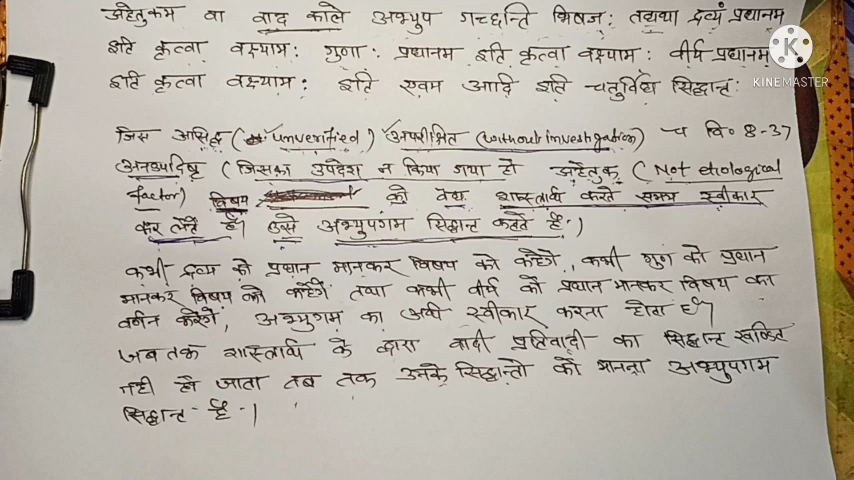 अहेतुकम वा वाद काले अभ्युप गच्छन्ति भिषज: तद्यथा द्रव्यं प्रधानम
इति कृत्वा वक्ष्याम: गुणा: प्रधानम इति कृत्वा वक्ष्याम: वीर्य प्रधानम
इति कृत्वा वक्ष्याम: इति एवम आदि इति चतुर्विध सिद्धान्त:
KINEMASTER
जिस असिद्ध (unverified) अपरीक्षित (without investigation) च वि० 8-37
अनुपदिष्ट (जिसका उपदेश न किया गया हो अहेतुक (Not etiological
factor) विषय को वैद्य शास्त्रार्थ करते समय स्वीकार
कर लेते है। उसे अभ्युपगम सिद्धान्त कहते है।
कभी द्रव्य को प्रधान मानकर विषय को कहेंगे, कभी गुण को प्रधान
मानकर विषय को कहेंगे तथा कभी वीर्य को प्रधान मानकर विषय का
वर्णन करेंगे, अभ्युगम का अर्थ स्वीकार करना होता है।
जब तक शास्त्रार्थ के द्वारा वादी प्रतिवादी का सिद्धान्त खण्डित
नही हो जाता तब तक उनके सिद्धान्तो को मानना अभ्युपगम
सिद्धान्त है।